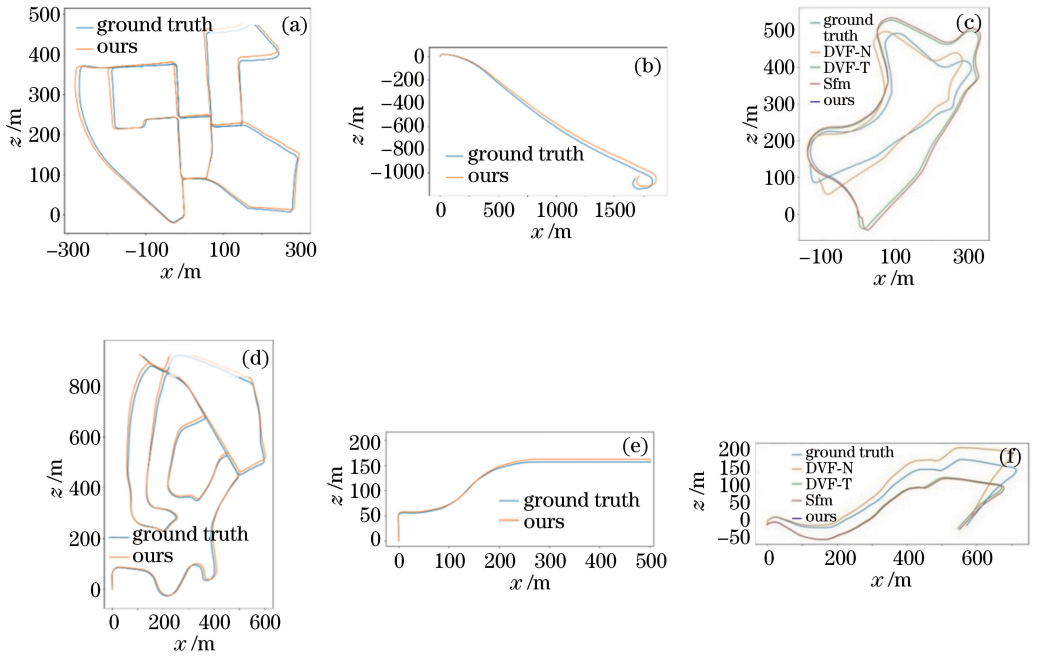 (a)
ground truth
ours
500
400
300
200
100
0
z /m
−300 −100 100 300
x /m
(b)
0
−200
−400
−600
−800
−1000
z /m
ground truth
ours
0 500 1000 1500
x /m
(c)
ground
truth
DVF-N
DVF-T
Sfm
ours
500
400
300
200
100
0
z /m
−100 100 300
x /m
(d)
800
600
400
200
0
z /m
ground truth
ours
0 200 400 600
x /m
(e)
200
150
100
50
0
z /m
ground truth
ours
0 100 200 300 400 500
x /m
(f)
ground truth
DVF-N
DVF-T
Sfm
ours
200
150
100
50
0
−50
z /m
0 200 400 600
x /m